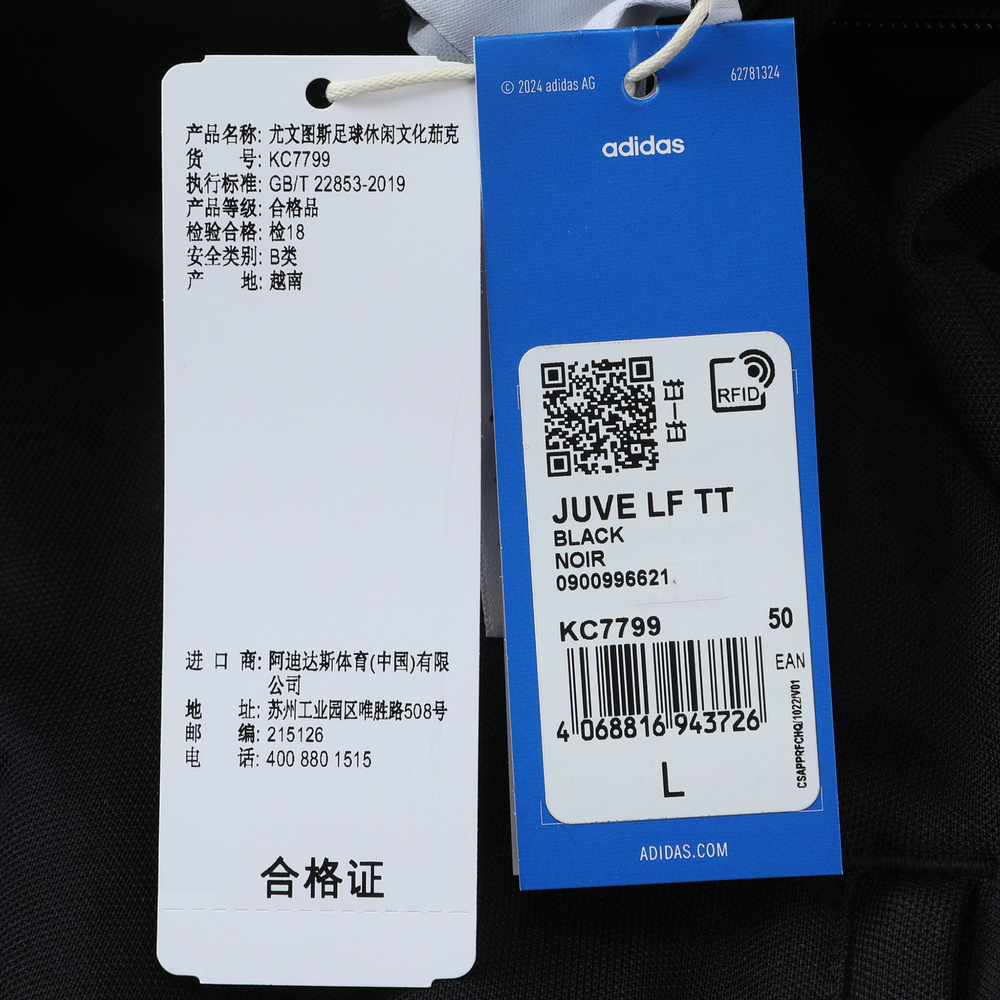 产品名称: 尤文图斯足球休闲文化茄克
货 号: KC7799
执行标准: GB/T 22853-2019
产品等级: 合格品
检验合格: 检18
安全类别: B类
产 地: 越南
进 口 商: 阿迪达斯体育(中国)有限
公司
地 址: 苏州工业园区唯胜路508号
邮 编: 215126
电 话: 400 880 1515
合格证
© 2024 adidas AG
62781324
adidas
扫一扫
RFID
JUVE LF TT
BLACK
NOIR
0900996621
KC7799
50
EAN
4 068816 943726
CSAPPRFCHQ/1022/V01
L
ADIDAS.COM